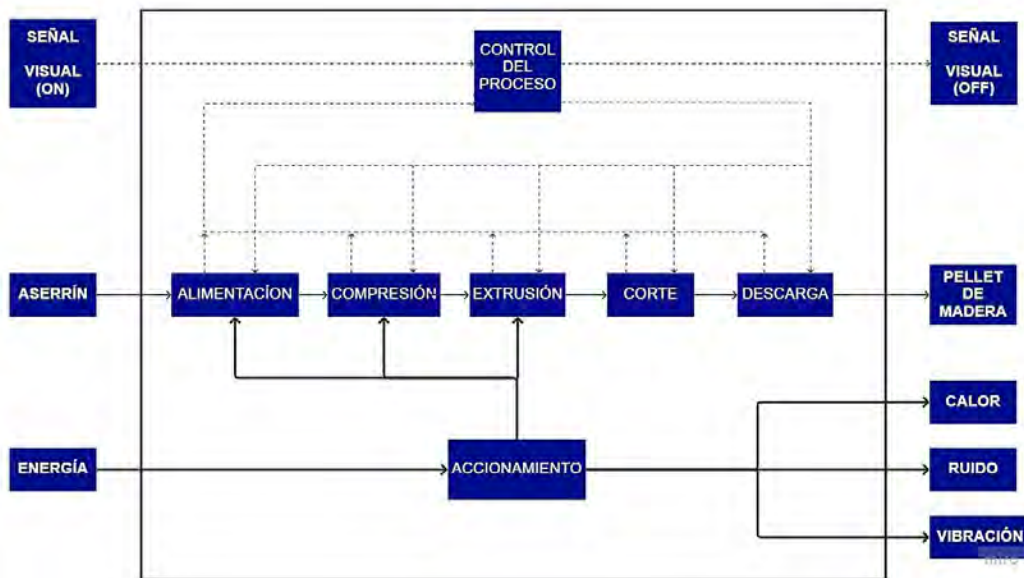 SEÑAL
VISUAL
(ON)
CONTROL
DEL
PROCESO
SEÑAL
VISUAL
(OFF)
ASERRÍN
ALIMENTACÍON
COMPRESIÓN
EXTRUSIÓN
CORTE
DESCARGA
PELLET
DE
MADERA
CALOR
ENERGÍA
ACCIONAMIENTO
RUIDO
VIBRACIÓN
miro